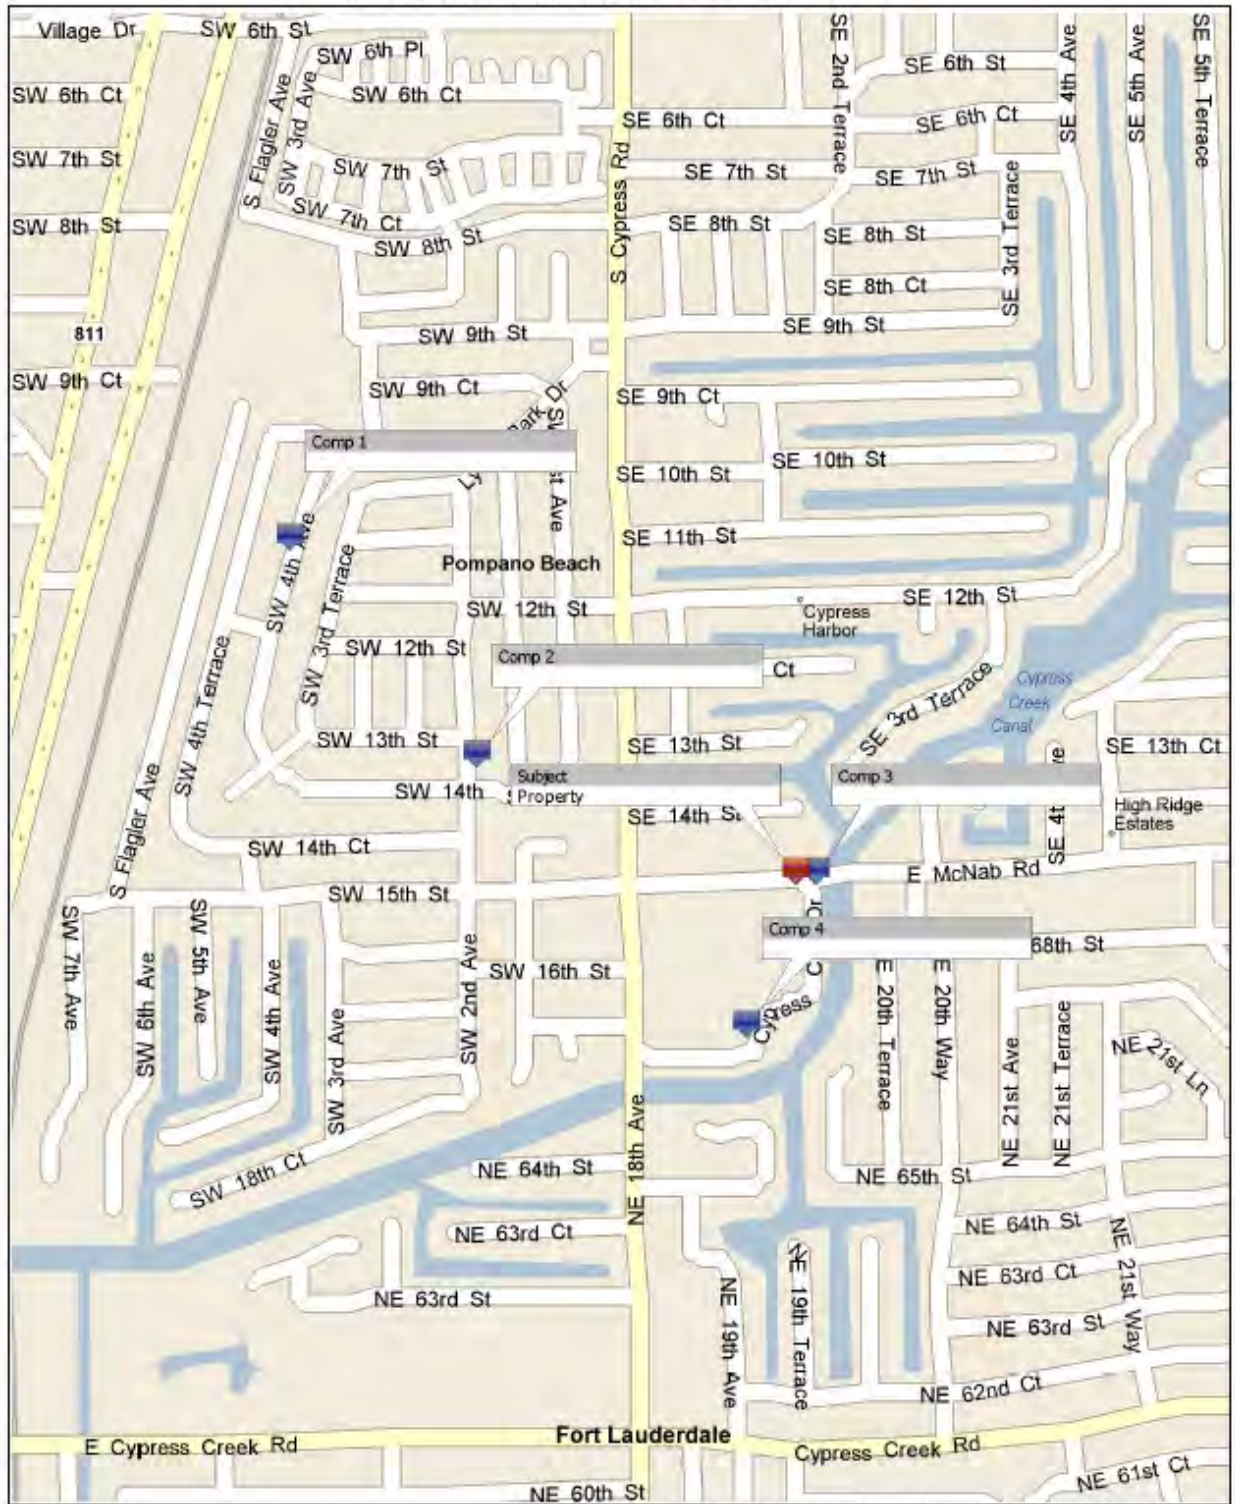 Village Dr
SW 6th St
SW 6th Pl
SE 2nd Terrace
SE 6th St
SE 4th Ave
SE 5th Ave
SE 5th Terrace
SW 6th Ct
S Flagler Ave
SW 3rd Ave
SW 6th Ct
SE 6th Ct
SE 6th Ct
SW 7th St
SW 7th St
S Cypress Rd
SE 7th St
SE 7th St
SW 8th St
SW 7th Ct
SW 8th St
SE 8th St
SE 8th St
SE 3rd Terrace
SE 8th Ct
811
SW 9th St
SE 9th St
SW 9th Ct
SW 9th Ct
Park Dr
SE 9th Ct
Comp 1
Ly
SW
st Ave
SE 10th St
SE 10th St
SW 4th Ave
SE 11th St
SW 3rd Terrace
Pompano Beach
SW 12th St
SE 12th St
Cypress
Harbor
SW 4th Terrace
SW 12th St
Comp 2
Ct
SE 3rd Terrace
Cypress
Creek
Canal
SW 13th St
SE 13th St
SE 13th Ct
S Flagler Ave
SW 14th
Subject
Property
Comp 3
SE 14th St
SE 4t
ve
High Ridge
Estates
SW 14th Ct
E McNab Rd
SW 15th St
SW 7th Ave
SW 6th Ave
SW 5th Ave
SW 4th Ave
SW 3rd Ave
SW 2nd Ave
SW 16th St
Comp 4
68th St
Cypress
C
Dr
E 20th Terrace
E 20th Way
NE 21st Ave
NE 21st Terrace
NE 21st Ln
SW 18th Ct
NE 64th St
NE 18th Ave
NE 65th St
NE 63rd Ct
NE 64th St
NE 63rd Ct
NE 63rd St
NE 19th Ave
NE 19th Terrace
NE 63rd St
NE 21st Way
NE 62nd Ct
E Cypress Creek Rd
Fort Lauderdale
Cypress Creek Rd
NE 60th St
NE 61st Ct